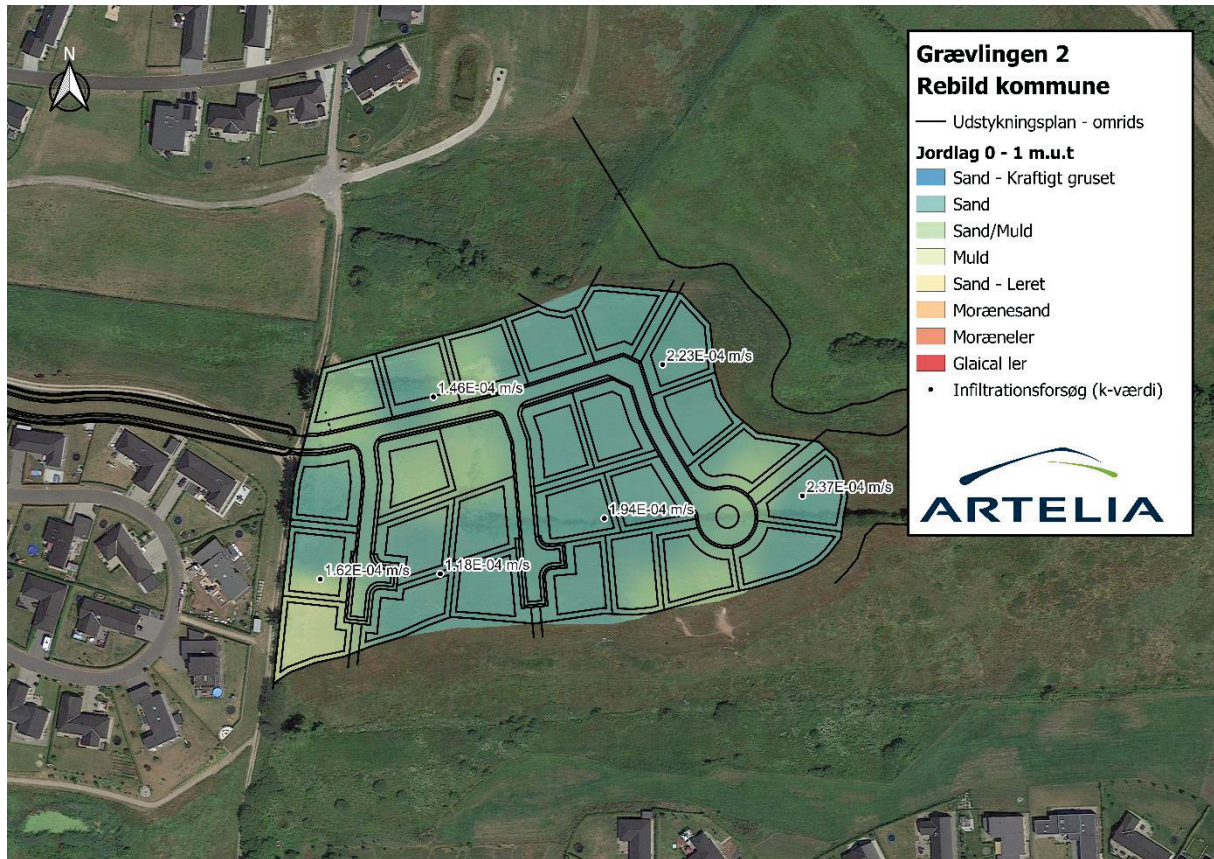 N
Grævlingen 2
Rebild kommune
Udstykningsplan - omrids
Jordlag 0 - 1 m.u.t
Sand - Kraftigt gruset
Sand
Sand/Muld
Muld
Sand - Leret
Morænesand
Moræneler
Glaical ler
Infiltrationsforsøg (k-værdi)
ARTELIA
2.23E-04 m/s
1.46E-04 m/s
2.37E-04 m/s
1.94E-04 m/s
1.62E-04 m/s
1.18E-04 m/s